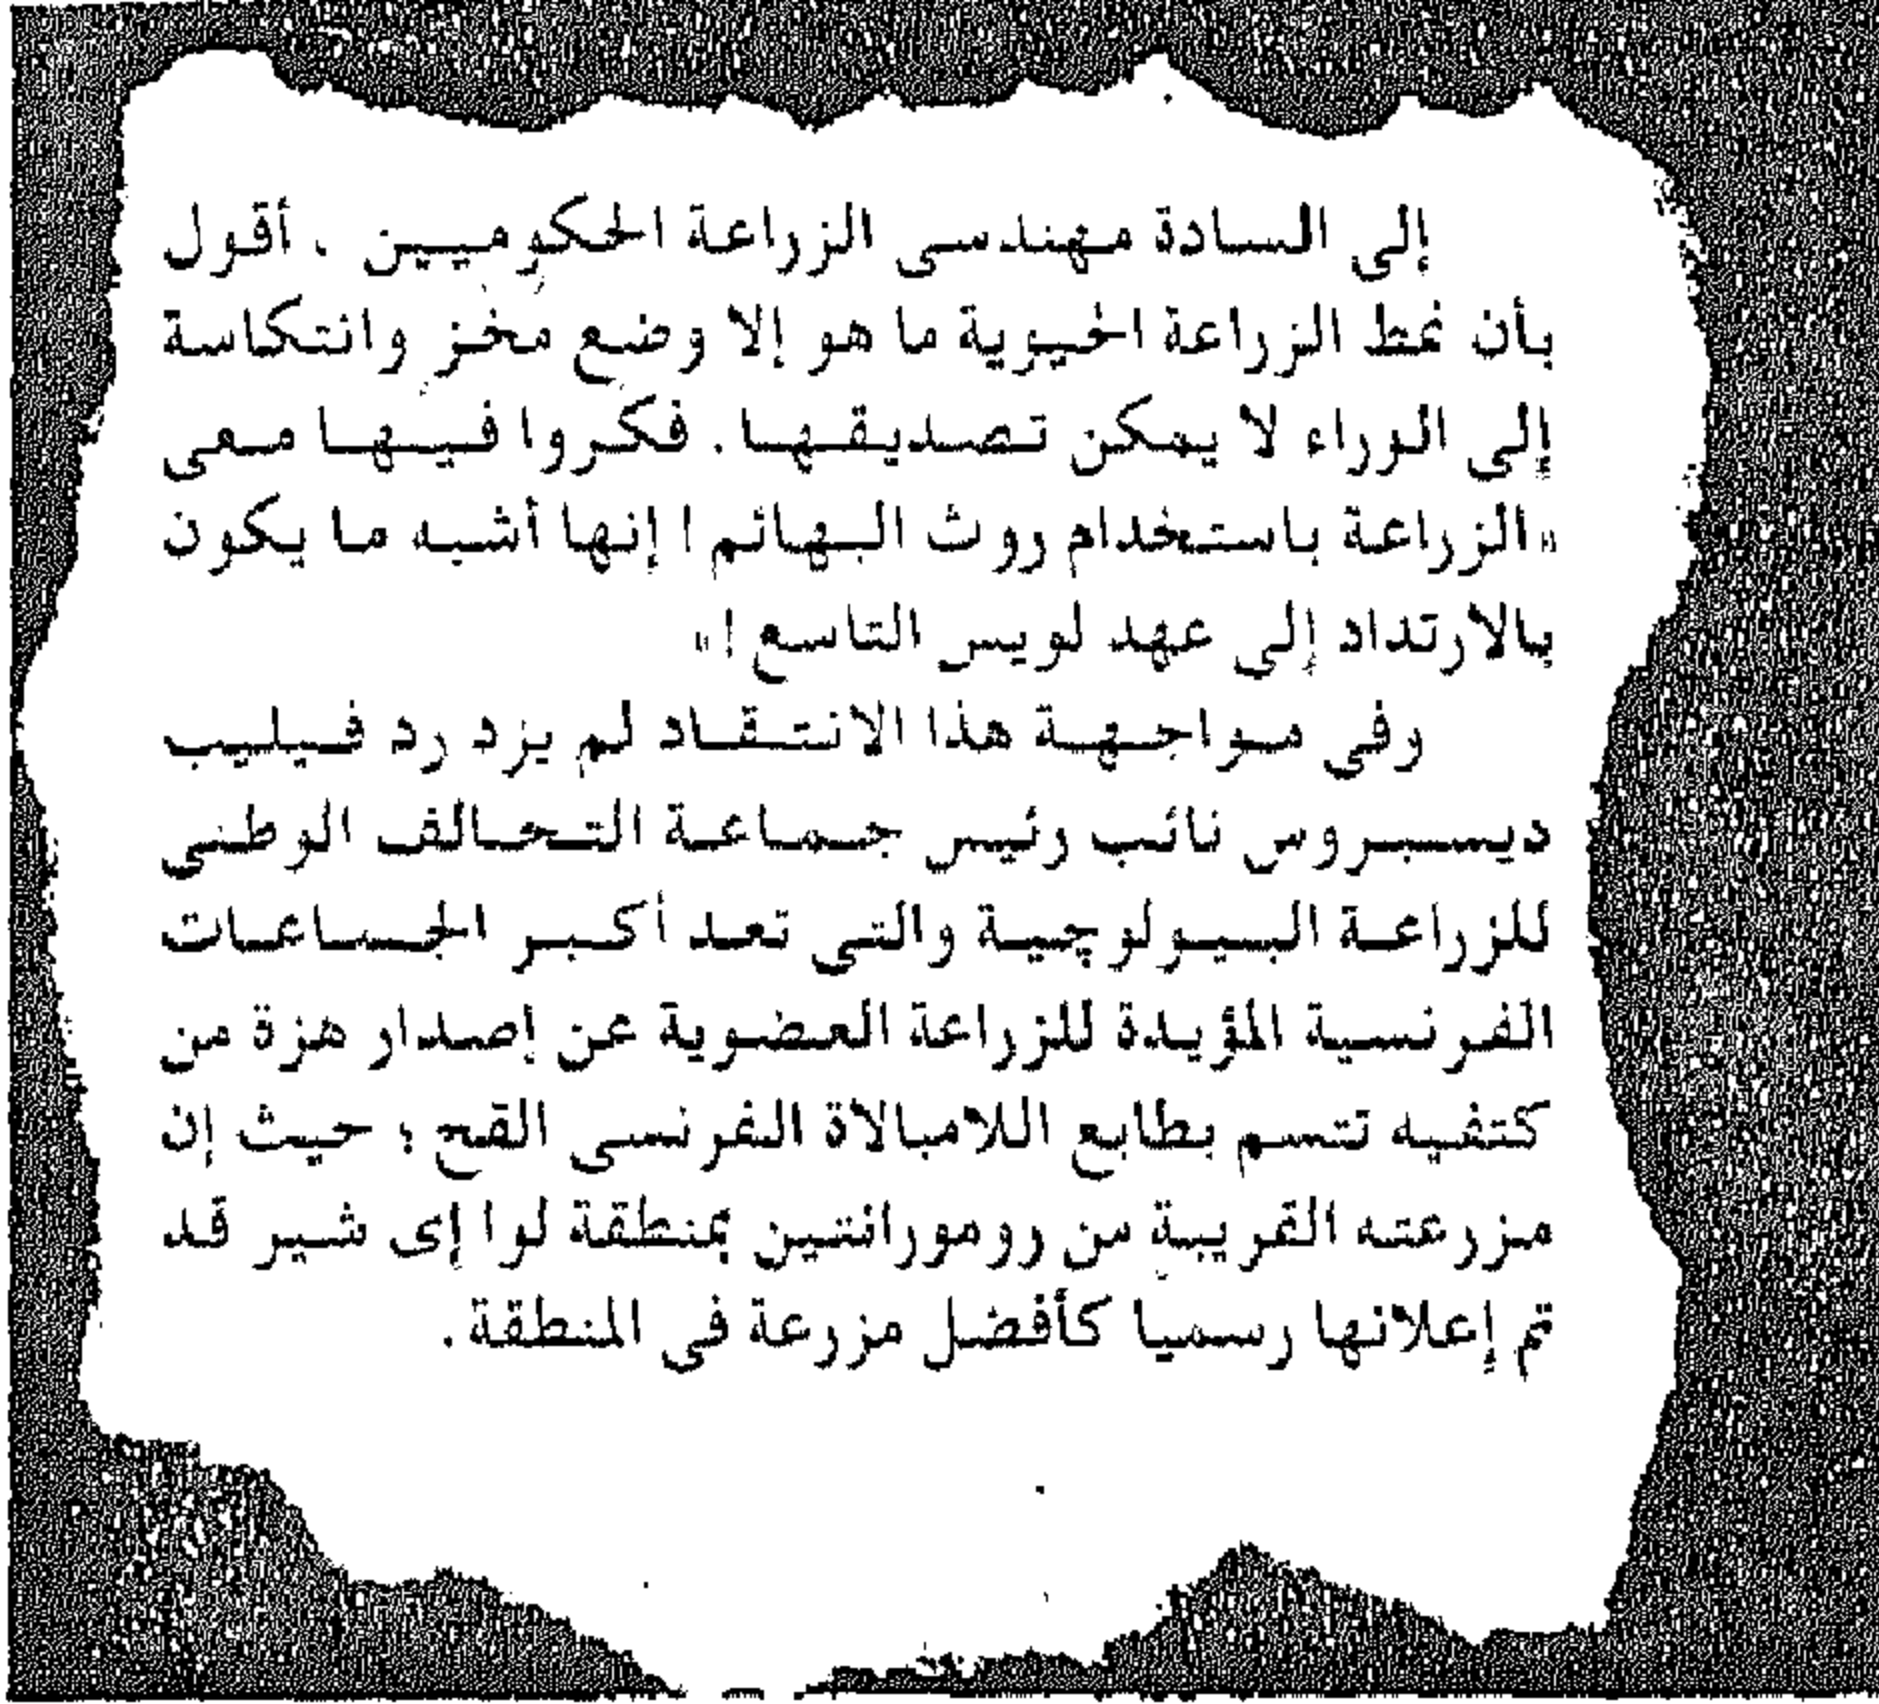 إلى السادة مهندسى الزراعة الحكوميين . أقول
بأن نمط الزراعة الحيوية ما هو إلا وضع مخزٍ وانتكاسة
إلى الوراء لا يمكن تصديقها . فكروا فيها معى
«الزراعة باستخدام روث البهائم ! إنها أشبه ما يكون
بالارتداد إلى عهد لويس التاسع !»
وفى مواجهة هذا الانتقاد لم يزد رد فيليب
ديسبروس نائب رئيس جماعة التحالف الوطنى
للزراعة البيولوچية والتى تعد أكبر الجماعات
الفرنسية المؤيدة للزراعة العضوية عن إصدار هزة من
كتفيه تتسم بطابع اللامبالاة الفرنسى القح ؛ حيث إن
مزرعته القريبة من رومورانتين بمنطقة لوا إى شير قد
تم إعلانها رسميا كأفضل مزرعة فى المنطقة .